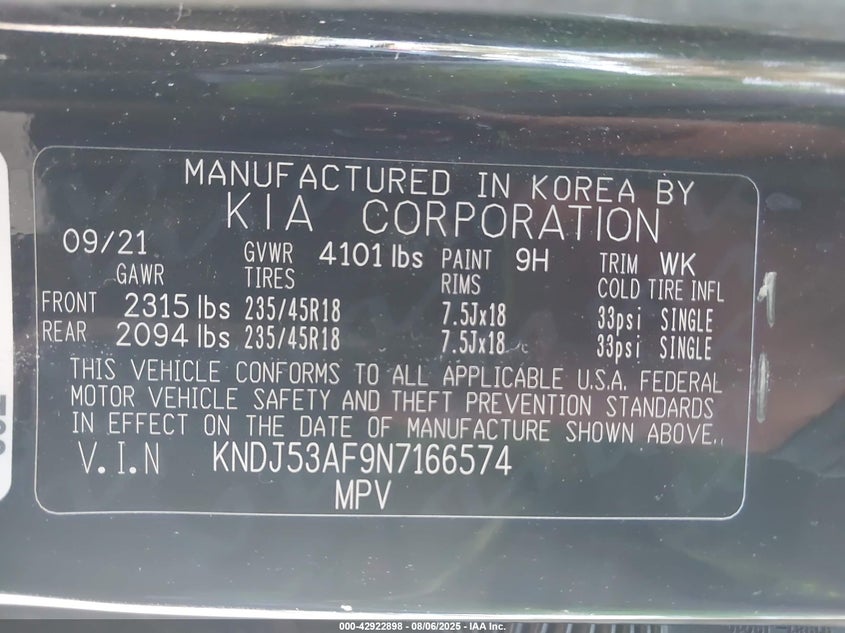 MANUFACTURED IN KOREA BY
KIA CORPORATION
09/21 GVWR 4101 lbs PAINT 9H TRIM WK
GAWR TIRES RIMS COLD TIRE INFL
FRONT 2315 lbs 235/45R18 7.5Jx18 33psi SINGLE
REAR 2094 lbs 235/45R18 7.5Jx18 33psi SINGLE
THIS VEHICLE CONFORMS TO ALL APPLICABLE U.S.A. FEDERAL
MOTOR VEHICLE SAFETY AND THEFT PREVENTION STANDARDS
IN EFFECT ON THE DATE OF MANUFACTURE SHOWN ABOVE.
V.I.N KNDJ53AF9N7166574
MPV
000-42922898 - 08/06/2025 - IAA Inc.